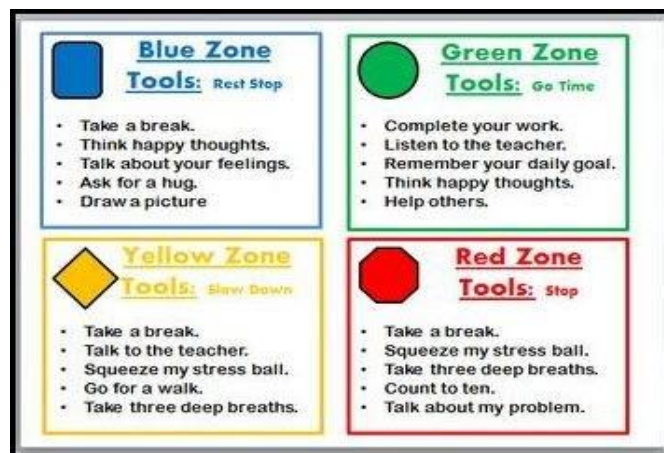 Blue Zone
Tools: Rest Stop
• Take a break.
• Think happy thoughts.
• Talk about your feelings.
• Ask for a hug.
• Draw a picture
Green Zone
Tools: Go Time
• Complete your work.
• Listen to the teacher.
• Remember your daily goal.
• Think happy thoughts.
• Help others.
Yellow Zone
Tools: Slow Down
• Take a break.
• Talk to the teacher.
• Squeeze my stress ball.
• Go for a walk.
• Take three deep breaths.
Red Zone
Tools: Stop
• Take a break.
• Squeeze my stress ball.
• Take three deep breaths.
• Count to ten.
• Talk about my problem.